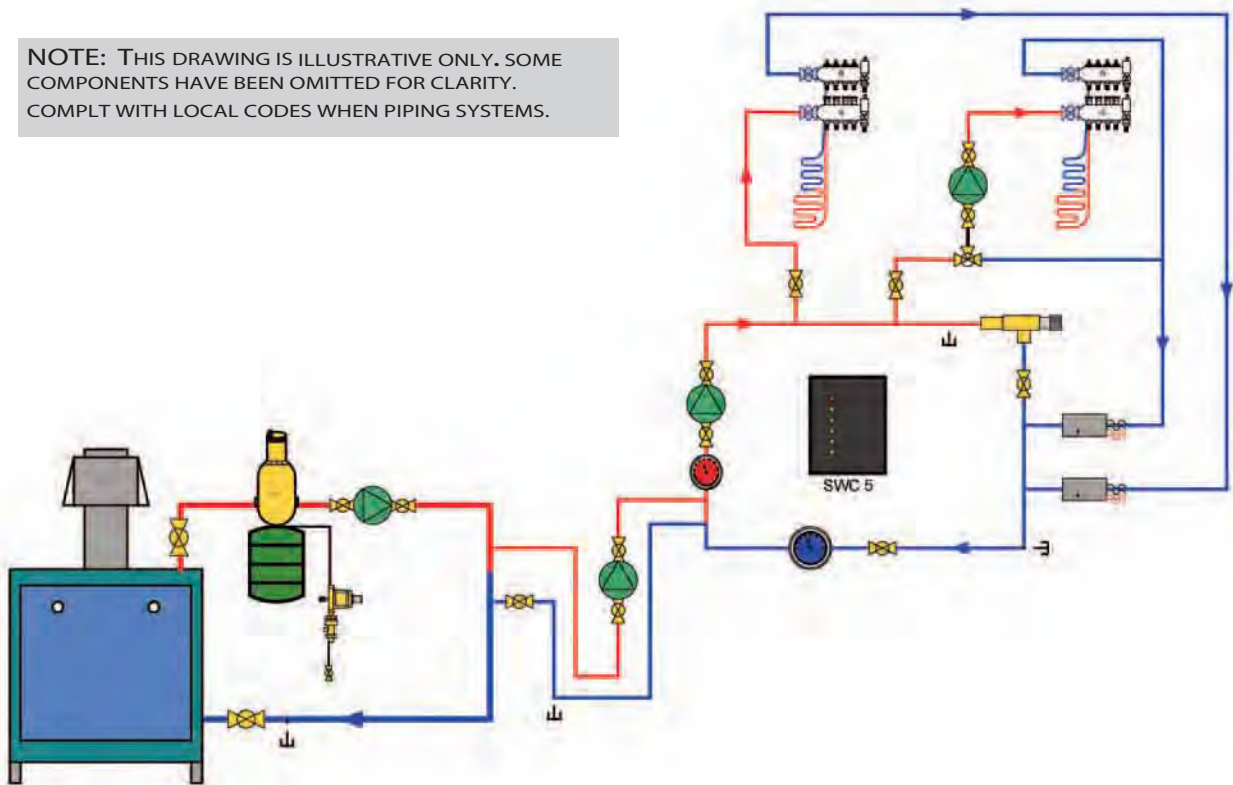 NOTE: THIS DRAWING IS ILLUSTRATIVE ONLY. SOME
COMPONENTS HAVE BEEN OMITTED FOR CLARITY.
COMPLT WITH LOCAL CODES WHEN PIPING SYSTEMS.
SWC 5